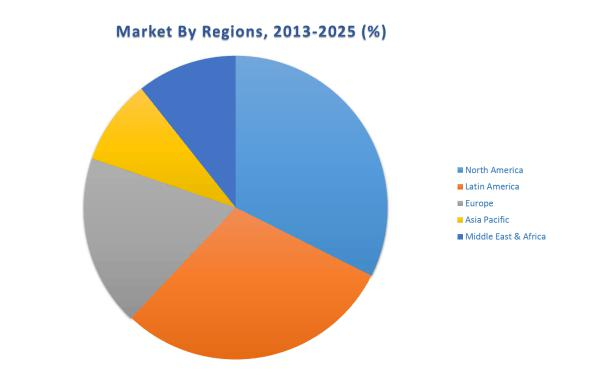 Market By Regions, 2013-2025 (%)
North America
Latin America
Europe
Asia Pacific
Middle East & Africa